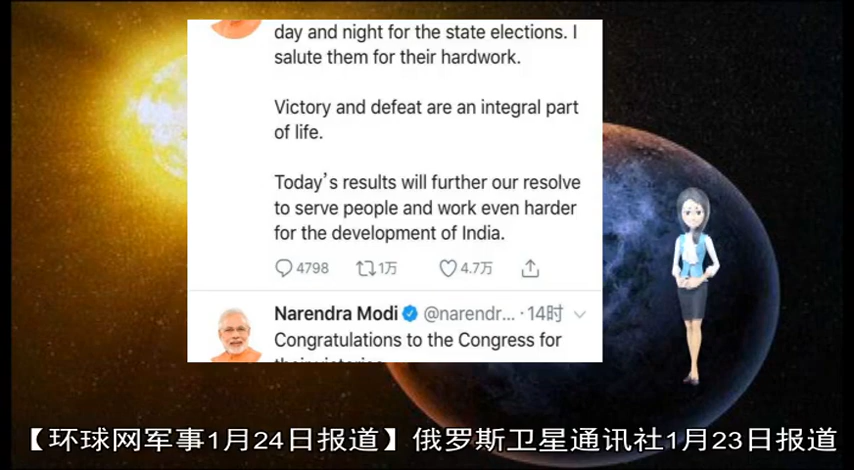 day and night for the state elections. I
salute them for their hardwork.
Victory and defeat are an integral part
of life.
Today's results will further our resolve
to serve people and work even harder
for the development of India.
4798 1万 4.7万
Narendra Modi @narendr... · 14时
Congratulations to the Congress for
their victories
【环球网军事1月24日报道】俄罗斯卫星通讯社1月23日报道